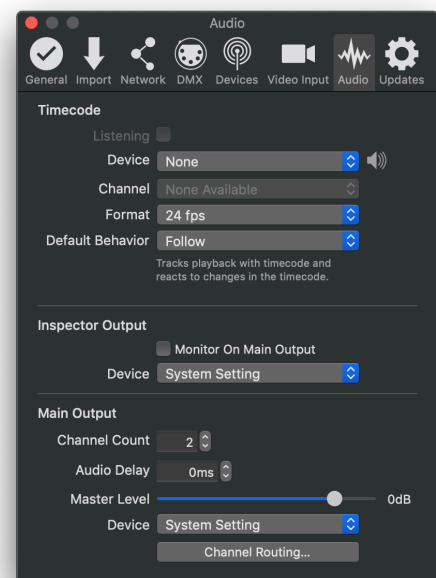 Audio
General Import Network DMX Devices Video Input Audio Updates
Timecode
Listening
Device None
Channel None Available
Format 24 fps
Default Behavior Follow
Tracks playback with timecode and
reacts to changes in the timecode.
Inspector Output
Monitor On Main Output
Device System Setting
Main Output
Channel Count 2
Audio Delay 0ms
Master Level 0dB
Device System Setting
Channel Routing...